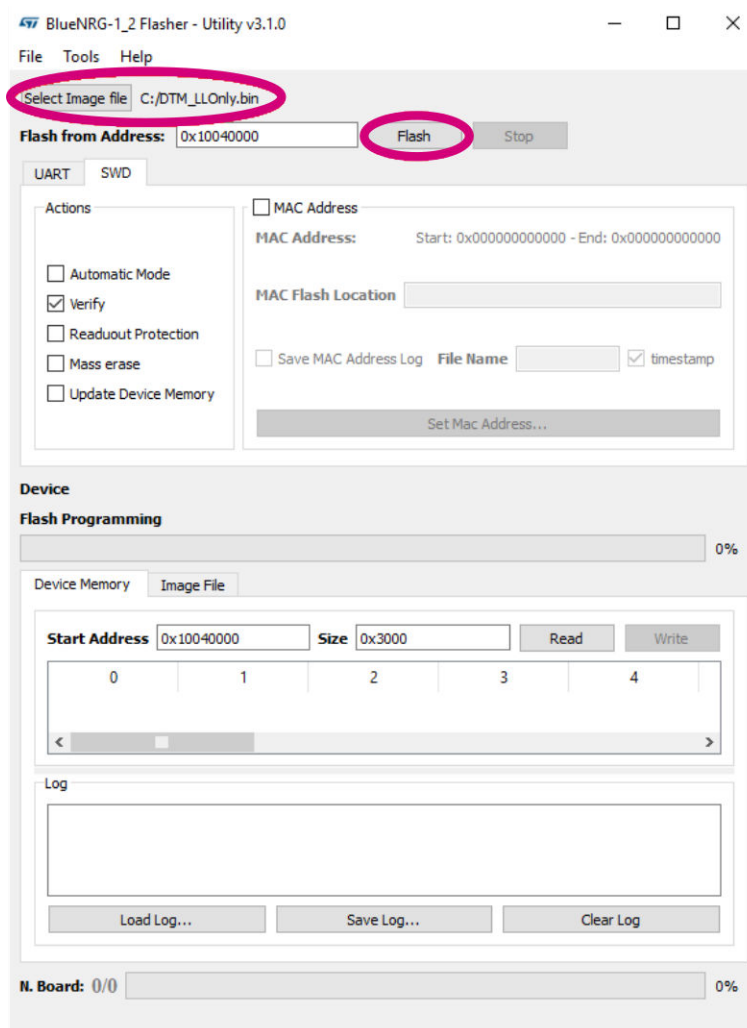 BlueNRG-1_2 Flasher - Utility v3.1.0
File Tools Help
Select Image file C:/DTM_LLOnly.bin
Flash from Address: 0x10040000 Flash Stop
UART SWD
Actions
Automatic Mode
Verify
Readuout Protection
Mass erase
Update Device Memory
MAC Address
MAC Address: Start: 0x000000000000 - End: 0x000000000000
MAC Flash Location
Save MAC Address Log File Name timestamp
Set Mac Address...
Device
Flash Programming
0%
Device Memory Image File
Start Address 0x10040000 Size 0x3000 Read Write
0 1 2 3 4
Log
Load Log... Save Log... Clear Log
N. Board: 0/0 0%